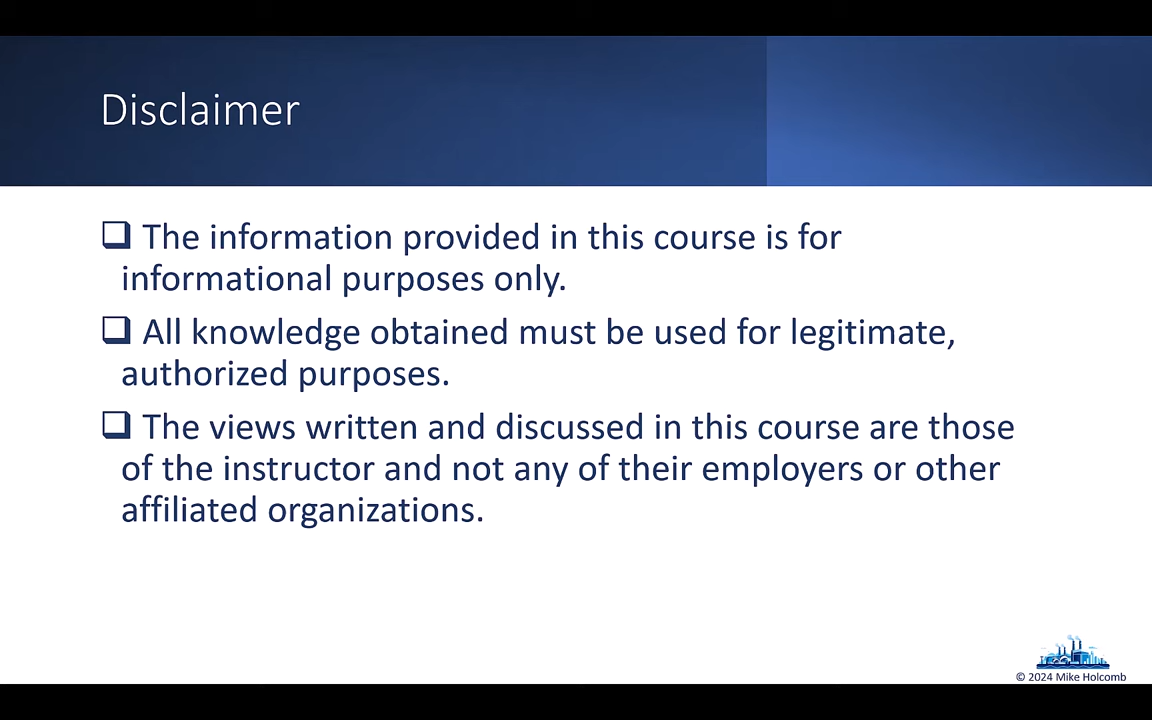 Disclaimer
The information provided in this course is for
informational purposes only.
All knowledge obtained must be used for legitimate,
authorized purposes.
The views written and discussed in this course are those
of the instructor and not any of their employers or other
affiliated organizations.
© 2024 Mike Holcomb